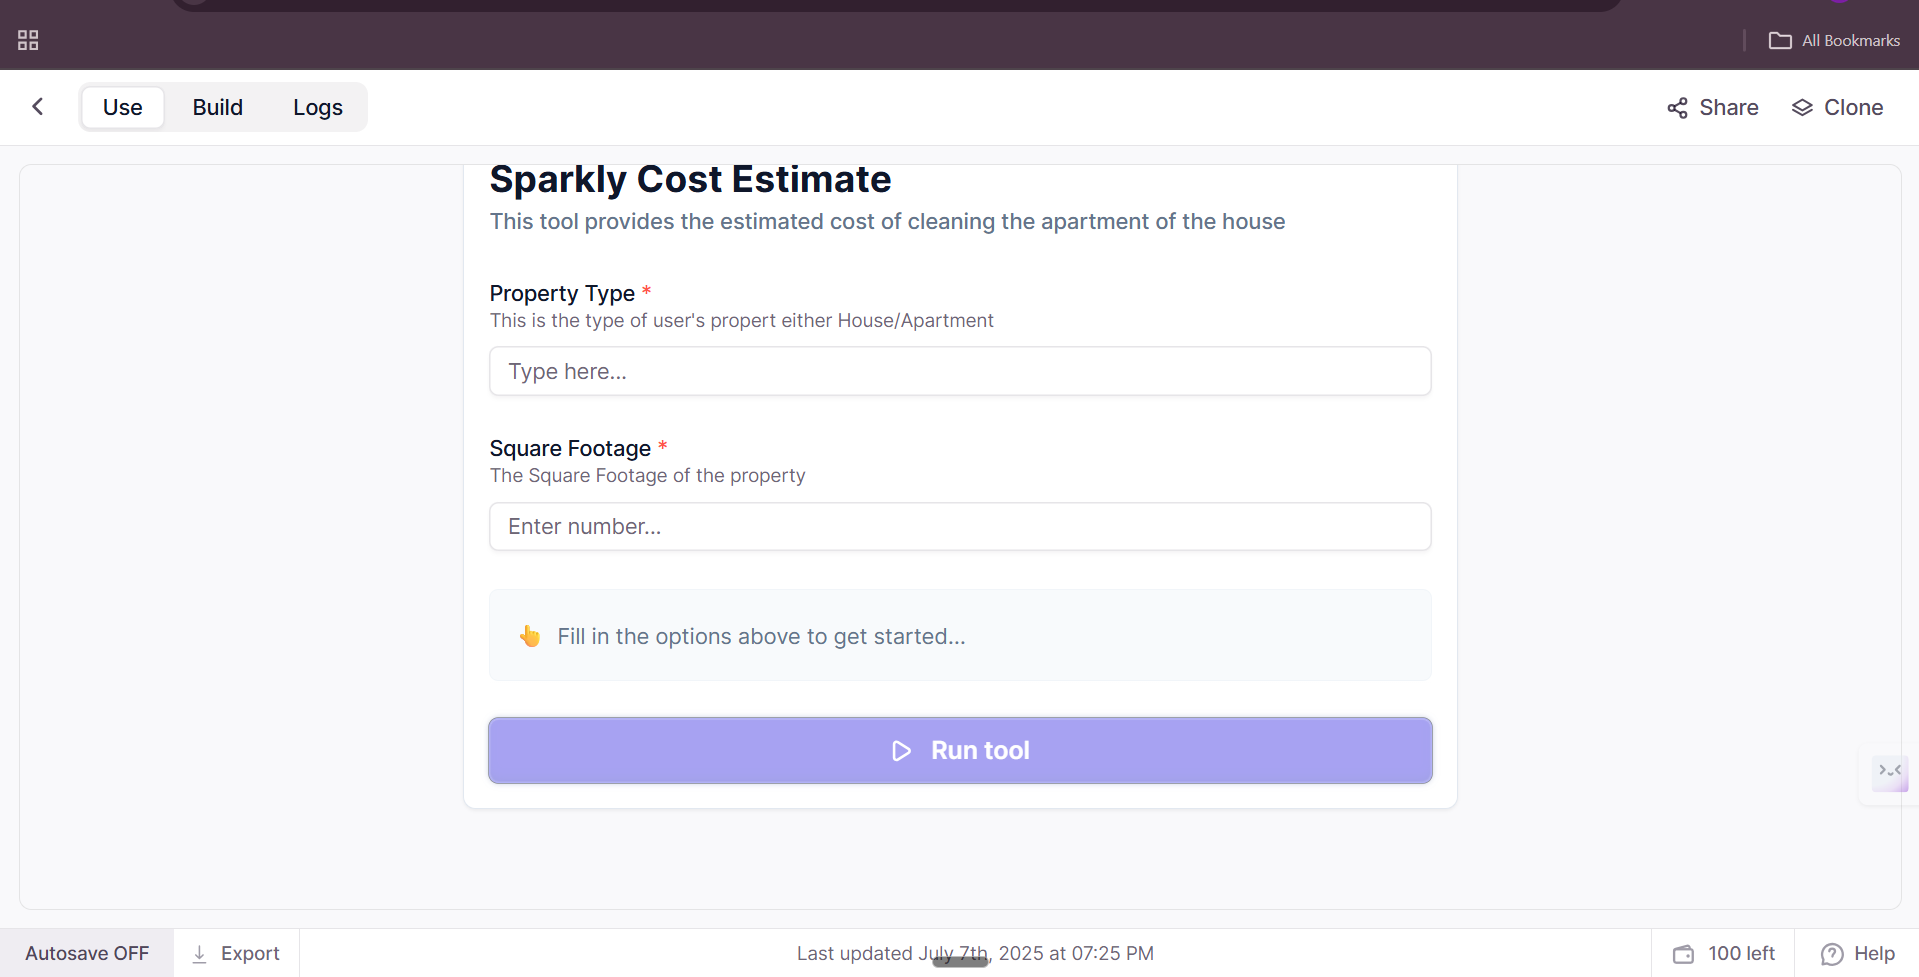 All Bookmarks
Use Build Logs Share Clone
Sparkly Cost Estimate
This tool provides the estimated cost of cleaning the apartment of the house
Property Type *
This is the type of user's propert either House/Apartment
Type here...
Square Footage *
The Square Footage of the property
Enter number...
Fill in the options above to get started...
Run tool
Autosave OFF Export Last updated July 7th, 2025 at 07:25 PM 100 left Help